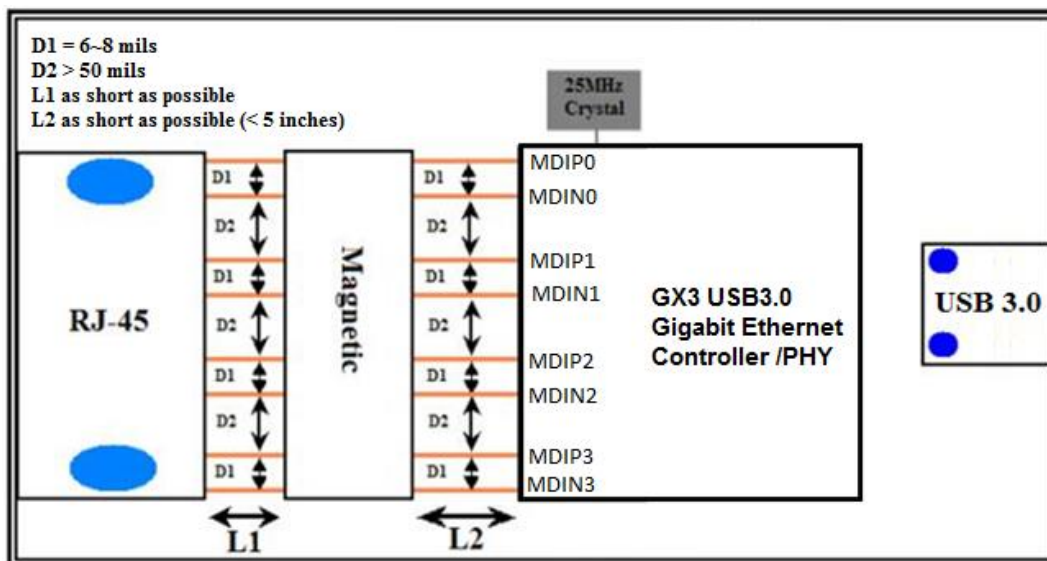 D1 = 6~8 mils
D2 > 50 mils
L1 as short as possible
L2 as short as possible (< 5 inches)
25MHz
Crystal
RJ-45
D1
D2
D1
D2
D1
D2
D1
Magnetic
D1
D2
D1
D2
D1
D2
D1
MDIP0
MDIN0
MDIP1
MDIN1
MDIP2
MDIN2
MDIP3
MDIN3
GX3 USB3.0
Gigabit Ethernet
Controller /PHY
USB 3.0
L1
L2